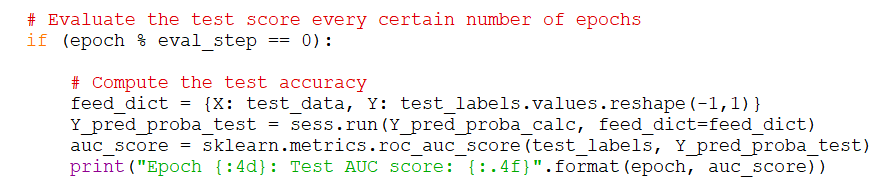 # Evaluate the test score every certain number of epochs
if (epoch % eval_step == 0):
# Compute the test accuracy
feed_dict = {X: test_data, Y: test_labels.values.reshape(-1,1)}
Y_pred_proba_test = sess.run(Y_pred_proba_calc, feed_dict=feed_dict)
auc_score = sklearn.metrics.roc_auc_score(test_labels, Y_pred_proba_test)
print("Epoch {:4d}: Test AUC score: {:.4f}".format(epoch, auc_score))